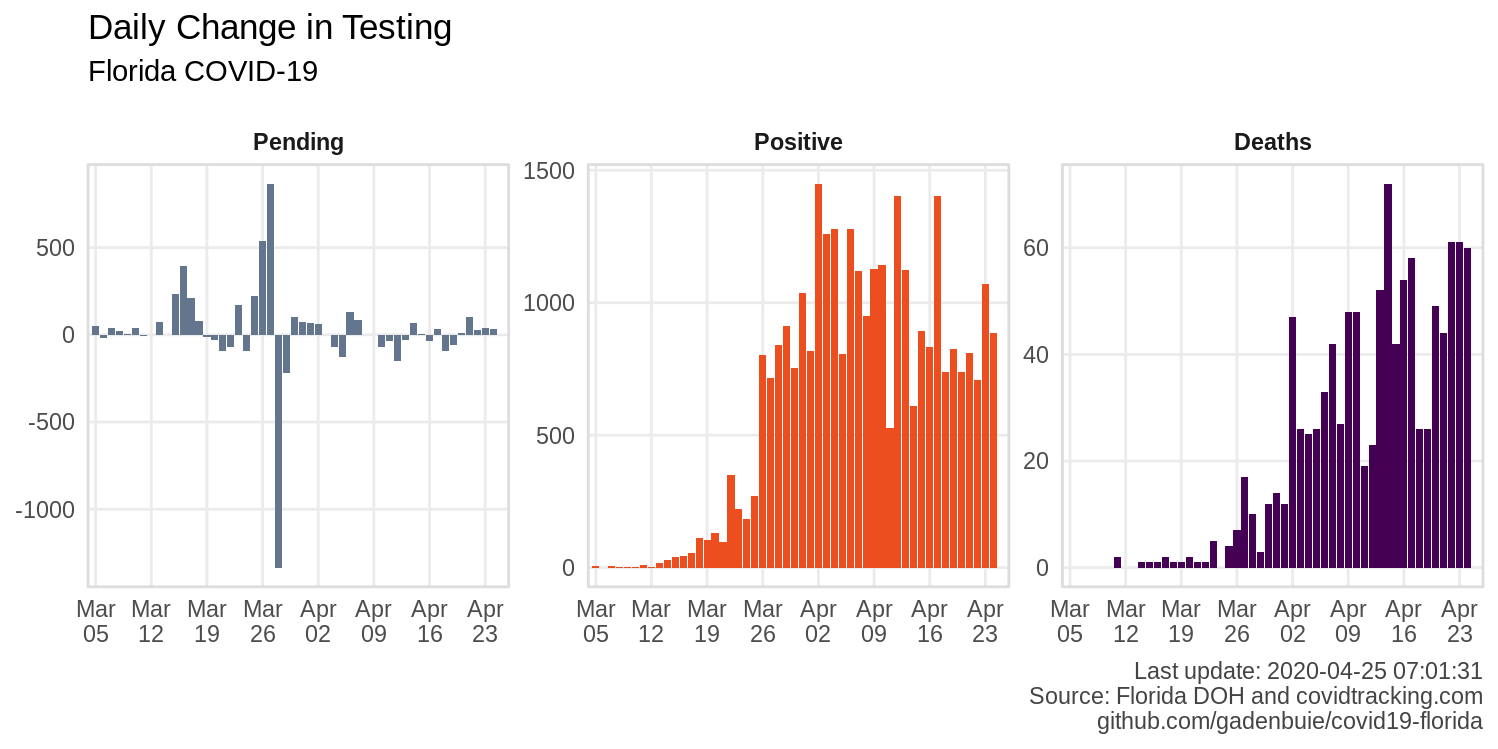 Daily Change in Testing
Florida COVID-19
Pending
Positive
Deaths
500
0
-500
-1000
1500
1000
500
0
60
40
20
0
Mar Mar Mar Mar Apr Apr Apr Apr
05 12 19 26 02 09 16 23
Mar Mar Mar Mar Apr Apr Apr Apr
05 12 19 26 02 09 16 23
Mar Mar Mar Mar Apr Apr Apr Apr
05 12 19 26 02 09 16 23
Last update: 2020-04-25 07:01:31
Source: Florida DOH and covidtracking.com
github.com/gadenbuie/covid19-florida